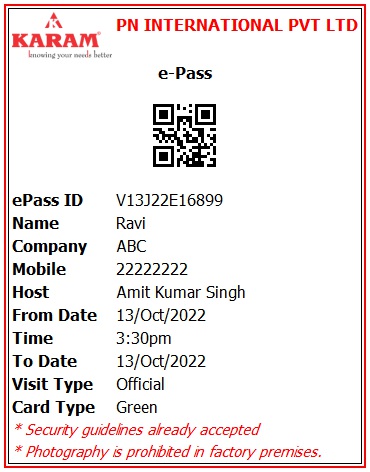 PN INTERNATIONAL PVT LTD
KARAM®
knowing your needs better
e-Pass
ePass ID V13J22E16899
Name Ravi
Company ABC
Mobile 22222222
Host Amit Kumar Singh
From Date 13/Oct/2022
Time 3:30pm
To Date 13/Oct/2022
Visit Type Official
Card Type Green
* Security guidelines already accepted
* Photography is prohibited in factory premises.